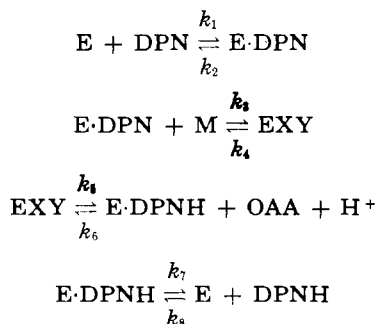 E + DPN ⇌ E·DPN
k₁
k₂
E·DPN + M ⇌ EXY
k₃
k₄
EXY ⇌ E·DPNH + OAA + H⁺
k₅
k₆
E·DPNH ⇌ E + DPNH
k₇
k₈